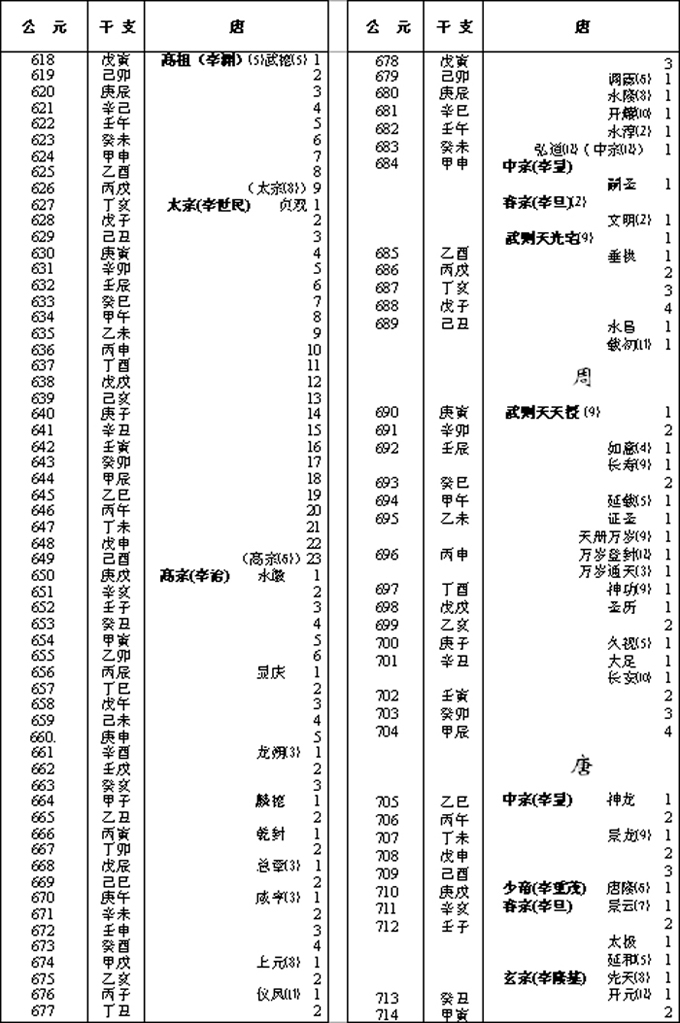 公 元 干 支 唐
618 戊寅 高祖（李渊）(5)武德(5) 1
619 己卯 2
620 庚辰 3
621 辛己 4
622 壬午 5
623 癸未 6
624 甲申 7
625 乙酉 8
626 丙戌 （太宗(8)）9
627 丁亥 太宗(李世民) 贞观 1
628 戊子 2
629 己丑 3
630 庚寅 4
631 辛卯 5
632 壬辰 6
633 癸巳 7
634 甲午 8
635 乙未 9
636 丙申 10
637 丁酉 11
638 戊戌 12
639 己亥 13
640 庚子 14
641 辛丑 15
642 壬寅 16
643 癸卯 17
644 甲辰 18
645 乙巳 19
646 丙午 20
647 丁未 21
648 戊申 22
649 己酉 （高宗(6)）23
650 庚戌 高宗(李治) 永徽 1
651 辛亥 2
652 壬子 3
653 癸丑 4
654 甲寅 5
655 乙卯 6
656 丙辰 显庆 1
657 丁巳 2
658 戊午 3
659 己未 4
660. 庚申 5
661 辛酉 龙朔(3) 1
662 壬戌 2
663 癸亥 3
664 甲子 麟德 1
665 乙丑 2
666 丙寅 乾封 1
667 丁卯 2
668 戊辰 总章(3) 1
669 己巳 2
670 庚午 咸亨(3) 1
671 辛未 2
672 壬申 3
673 癸酉 4
674 甲戌 上元(8) 1
675 乙亥 2
676 丙子 仪凤(11) 1
677 丁丑 2
公 元 干 支 唐
678 戊寅 3
679 己卯 调露(6) 1
680 庚辰 永隆(8) 1
681 辛巳 开耀(10) 1
682 壬午 永淳(2) 1
683 癸未 弘道(12)（中宗(12)） 1
684 甲申 中宗(李显)
嗣圣 1
睿宗(李旦)(2)
文明(2) 1
武则天光宅(9) 1
685 乙酉 垂拱 1
686 丙戌 2
687 丁亥 3
688 戊子 4
689 己丑 永昌 1
载初(11) 1
周
690 庚寅 武则天天授(9) 1
691 辛卯 2
692 壬辰 如意(4) 1
长寿(9) 1
693 癸巳 2
694 甲午 延载(5) 1
695 乙未 证圣 1
天册万岁(9) 1
696 丙申 万岁登封(12) 1
万岁通天(3) 1
697 丁酉 神功(9) 1
698 戊戌 圣历 1
699 乙亥 2
700 庚子 久视(5) 1
701 辛丑 大足 1
长安(10) 1
702 壬寅 2
703 癸卯 3
704 甲辰 4
唐
705 乙巳 中宗(李显) 神龙 1
706 丙午 2
707 丁未 景龙(9) 1
708 戊申 2
709 己酉 3
710 庚戌 少帝(李重茂) 唐隆(6) 1
711 辛亥 睿宗(李旦) 景云(7) 1
712 壬子 2
太极 1
延和(5) 1
玄宗(李隆基) 先天(8) 1
713 癸丑 开元(12) 1
714 甲寅 2